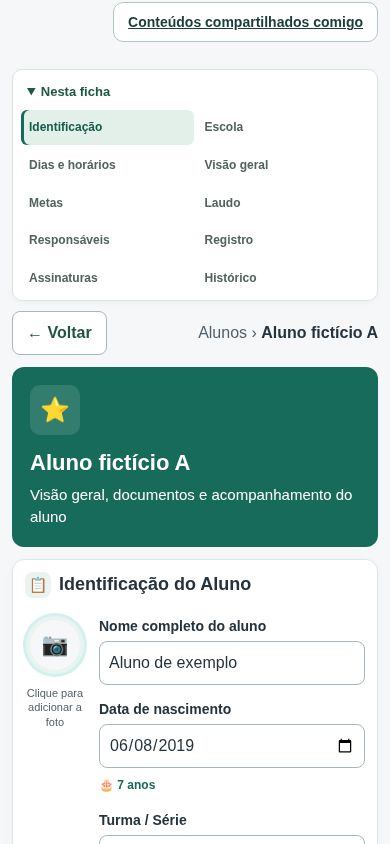 Conteúdos compartilhados comigo
▼ Nesta ficha
Identificação
Escola
Dias e horários
Visão geral
Metas
Laudo
Responsáveis
Registro
Assinaturas
Histórico
← Voltar
Alunos › Aluno fictício A
Aluno fictício A
Visão geral, documentos e acompanhamento do
aluno
Identificação do Aluno
Clique para
adicionar a
foto
Nome completo do aluno
Aluno de exemplo
Data de nascimento
06/08/2019
7 anos
Turma / Série